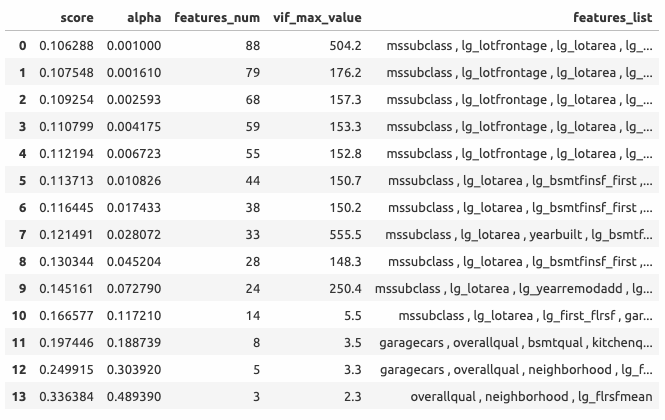 score alpha features_num vif_max_value features_list
0 0.106288 0.001000 88 504.2 mssubclass , lg_lotfrontage , lg_lotarea , lg_...
1 0.107548 0.001610 79 176.2 mssubclass , lg_lotfrontage , lg_lotarea , lg_...
2 0.109254 0.002593 68 157.3 mssubclass , lg_lotfrontage , lg_lotarea , lg_...
3 0.110799 0.004175 59 153.3 mssubclass , lg_lotfrontage , lg_lotarea , lg_...
4 0.112194 0.006723 55 152.8 mssubclass , lg_lotfrontage , lg_lotarea , lg_...
5 0.113713 0.010826 44 150.7 mssubclass , lg_lotarea , lg_bsmtfinsf_first ,...
6 0.116445 0.017433 38 150.2 mssubclass , lg_lotarea , lg_bsmtfinsf_first ,...
7 0.121491 0.028072 33 555.5 mssubclass , lg_lotarea , yearbuilt , lg_bsmtf...
8 0.130344 0.045204 28 148.3 mssubclass , lg_lotarea , lg_bsmtfinsf_first ,...
9 0.145161 0.072790 24 250.4 mssubclass , lg_lotarea , lg_yearremodadd , lg...
10 0.166577 0.117210 14 5.5 mssubclass , lg_lotarea , lg_first_flrsf , gar...
11 0.197446 0.188739 8 3.5 garagecars , overallqual , bsmtqual , kitchenq...
12 0.249915 0.303920 5 3.3 garagecars , overallqual , neighborhood , lg_f...
13 0.336384 0.489390 3 2.3 overallqual , neighborhood , lg_flrsfmean